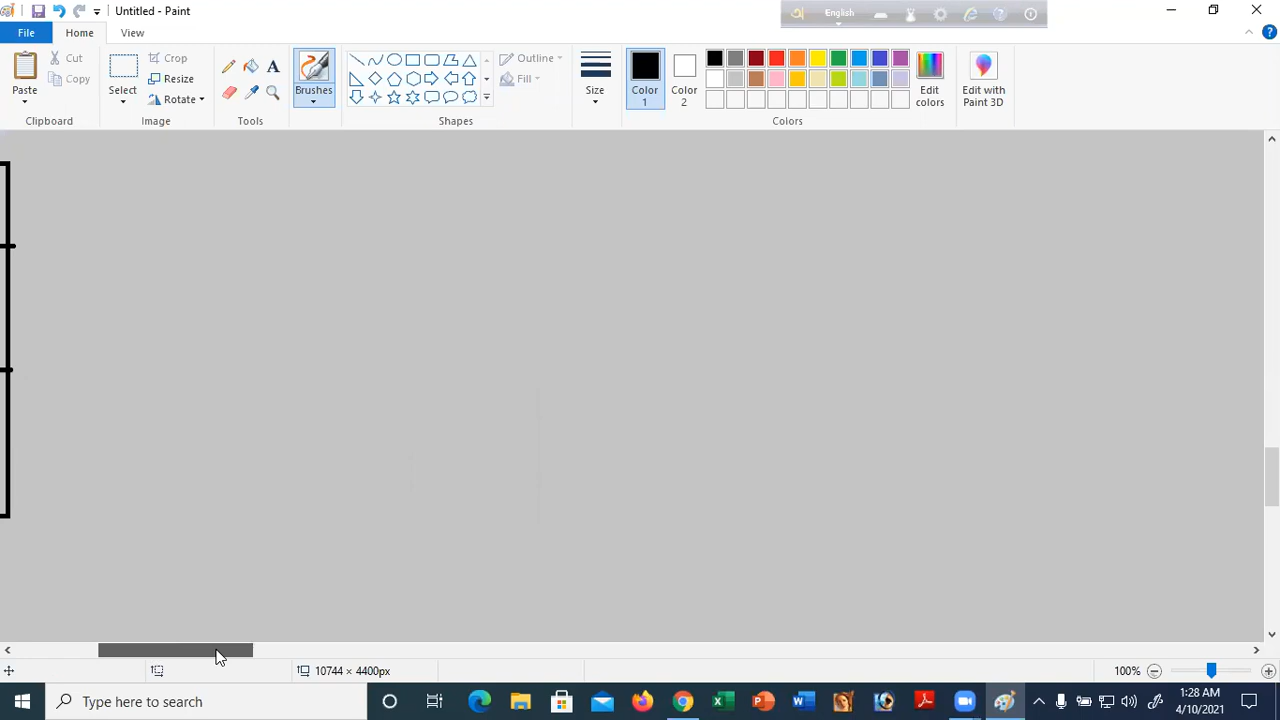 Untitled - Paint
অ English
File Home View
Paste
Cut
Copy
Clipboard
Select
Crop
Resize
Rotate
Image
A
Tools
Brushes
Outline
Fill
Shapes
Size
Color 1
Color 2
Edit colors
Colors
Edit with Paint 3D
10744 × 4400px
100%
Type here to search
1:28 AM
4/10/2021